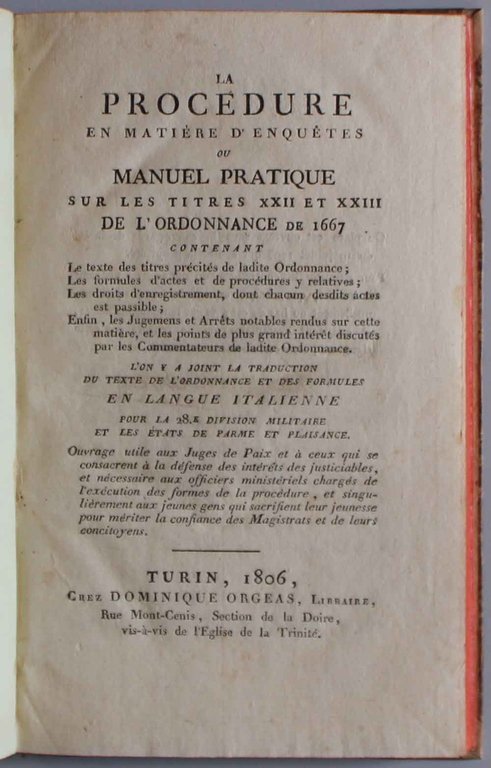 LA
PROCÉDURE
EN MATIÈRE D'ENQUÊTES
OU
MANUEL PRATIQUE
SUR LES TITRES XXII ET XXIII
DE L'ORDONNANCE DE 1667
CONTENANT
Le texte des titres précités de ladite Ordonnance ;
Les formules d'actes et de procédures y relatives ;
Les droits d'enregistrement, dont chacun desdits actes
est passible ;
Enfin, les Jugemens et Arrêts notables rendus sur cette
matière, et les points de plus grand intérêt discutés
par les Commentateurs de ladite Ordonnance.
L'ON Y A JOINT LA TRADUCTION
DU TEXTE DE L'ORDONNANCE ET DES FORMULES
EN LANGUE ITALIENNE
POUR LA 28.E DIVISION MILITAIRE
ET LES ÉTATS DE PARME ET PLAISANCE.
Ouvrage utile aux Juges de Paix et à ceux qui se
consacrent à la défense des intérêts des justiciables,
et nécessaire aux officiers ministériels chargés de
l'exécution des formes de la procédure, et singu-
lièrement aux jeunes gens qui sacrifient leur jeunesse
pour mériter la confiance des Magistrats et de leurs
concitoyens.
TURIN, 1806,
CHEZ DOMINIQUE ORGEAS, LIBRAIRE,
Rue Mont-Cenis, Section de la Doire,
vis-à-vis de l'Eglise de la Trinité.